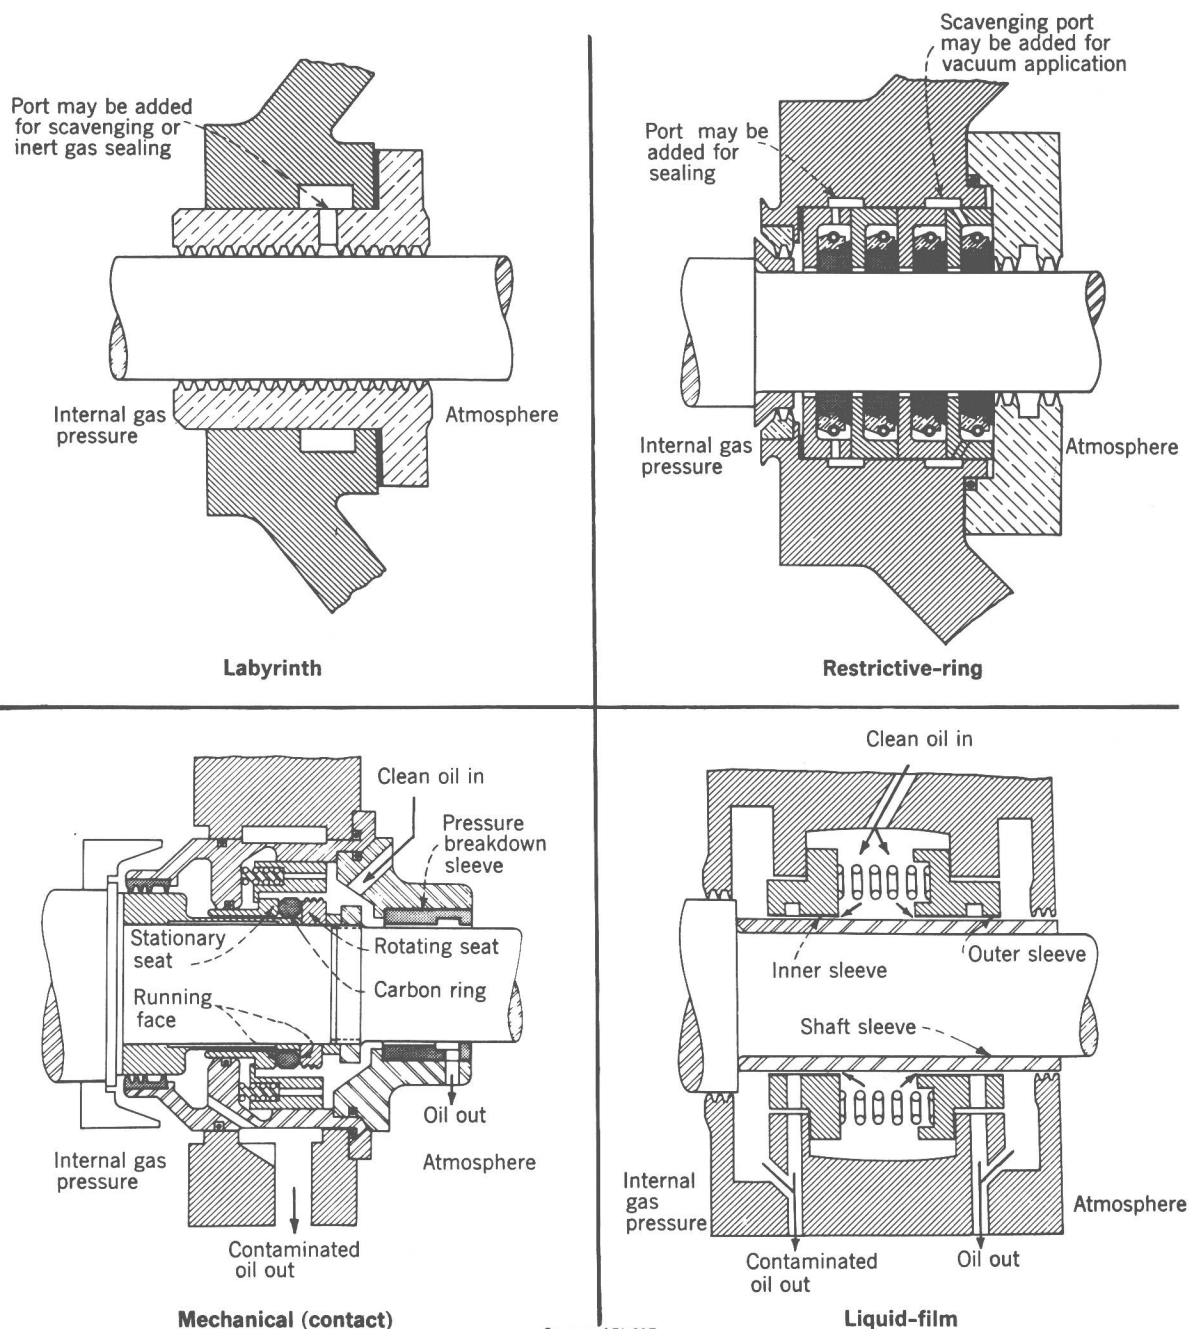 Port may be added
for scavenging or
inert gas sealing
Internal gas
pressure
Atmosphere
Labyrinth
Scavenging port
may be added for
vacuum application
Port may be
added for
sealing
Internal gas
pressure
Atmosphere
Restrictive-ring
Clean oil in
Pressure
breakdown
sleeve
Stationary
seat
Rotating seat
Carbon ring
Running
face
Oil out
Internal gas
pressure
Atmosphere
Contaminated
oil out
Mechanical (contact)
Clean oil in
Inner sleeve
Outer sleeve
Shaft sleeve
Internal
gas
pressure
Atmosphere
Contaminated
oil out
Oil out
Liquid-film